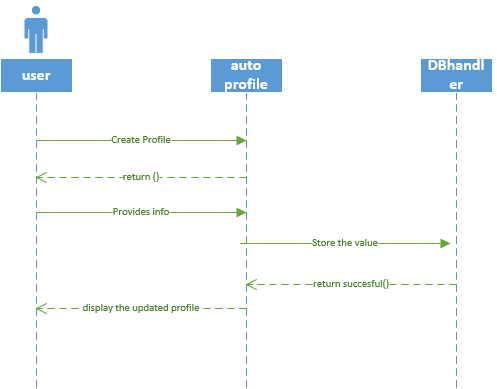 user
auto
profile
DBhandl
er
Create Profile
return ()
Provides info
Store the value
return succesful()
display the updated profile